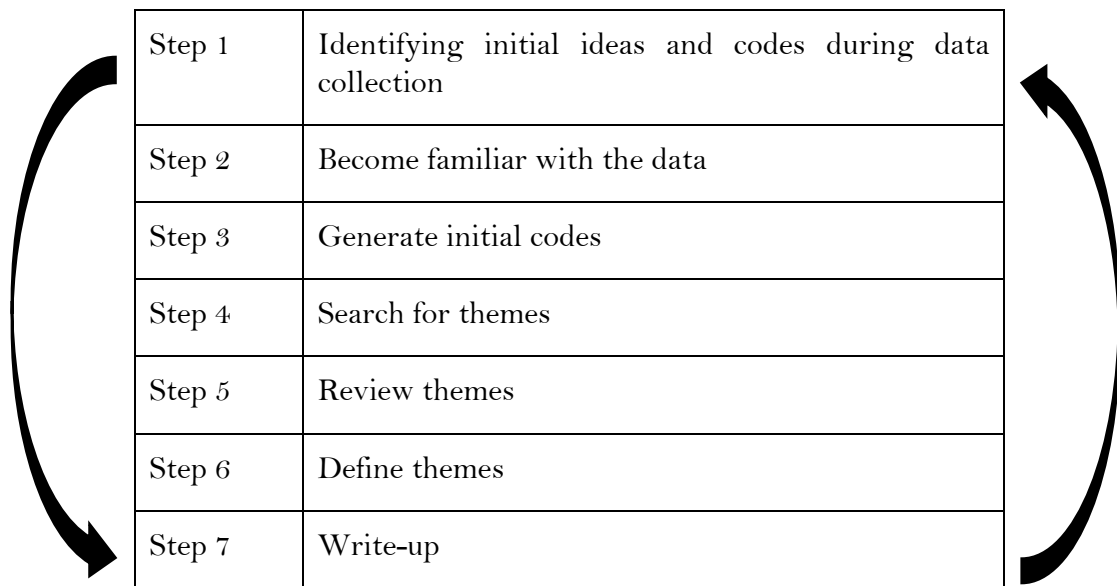 Step 1 Identifying initial ideas and codes during data
collection
Step 2 Become familiar with the data
Step 3 Generate initial codes
Step 4 Search for themes
Step 5 Review themes
Step 6 Define themes
Step 7 Write-up